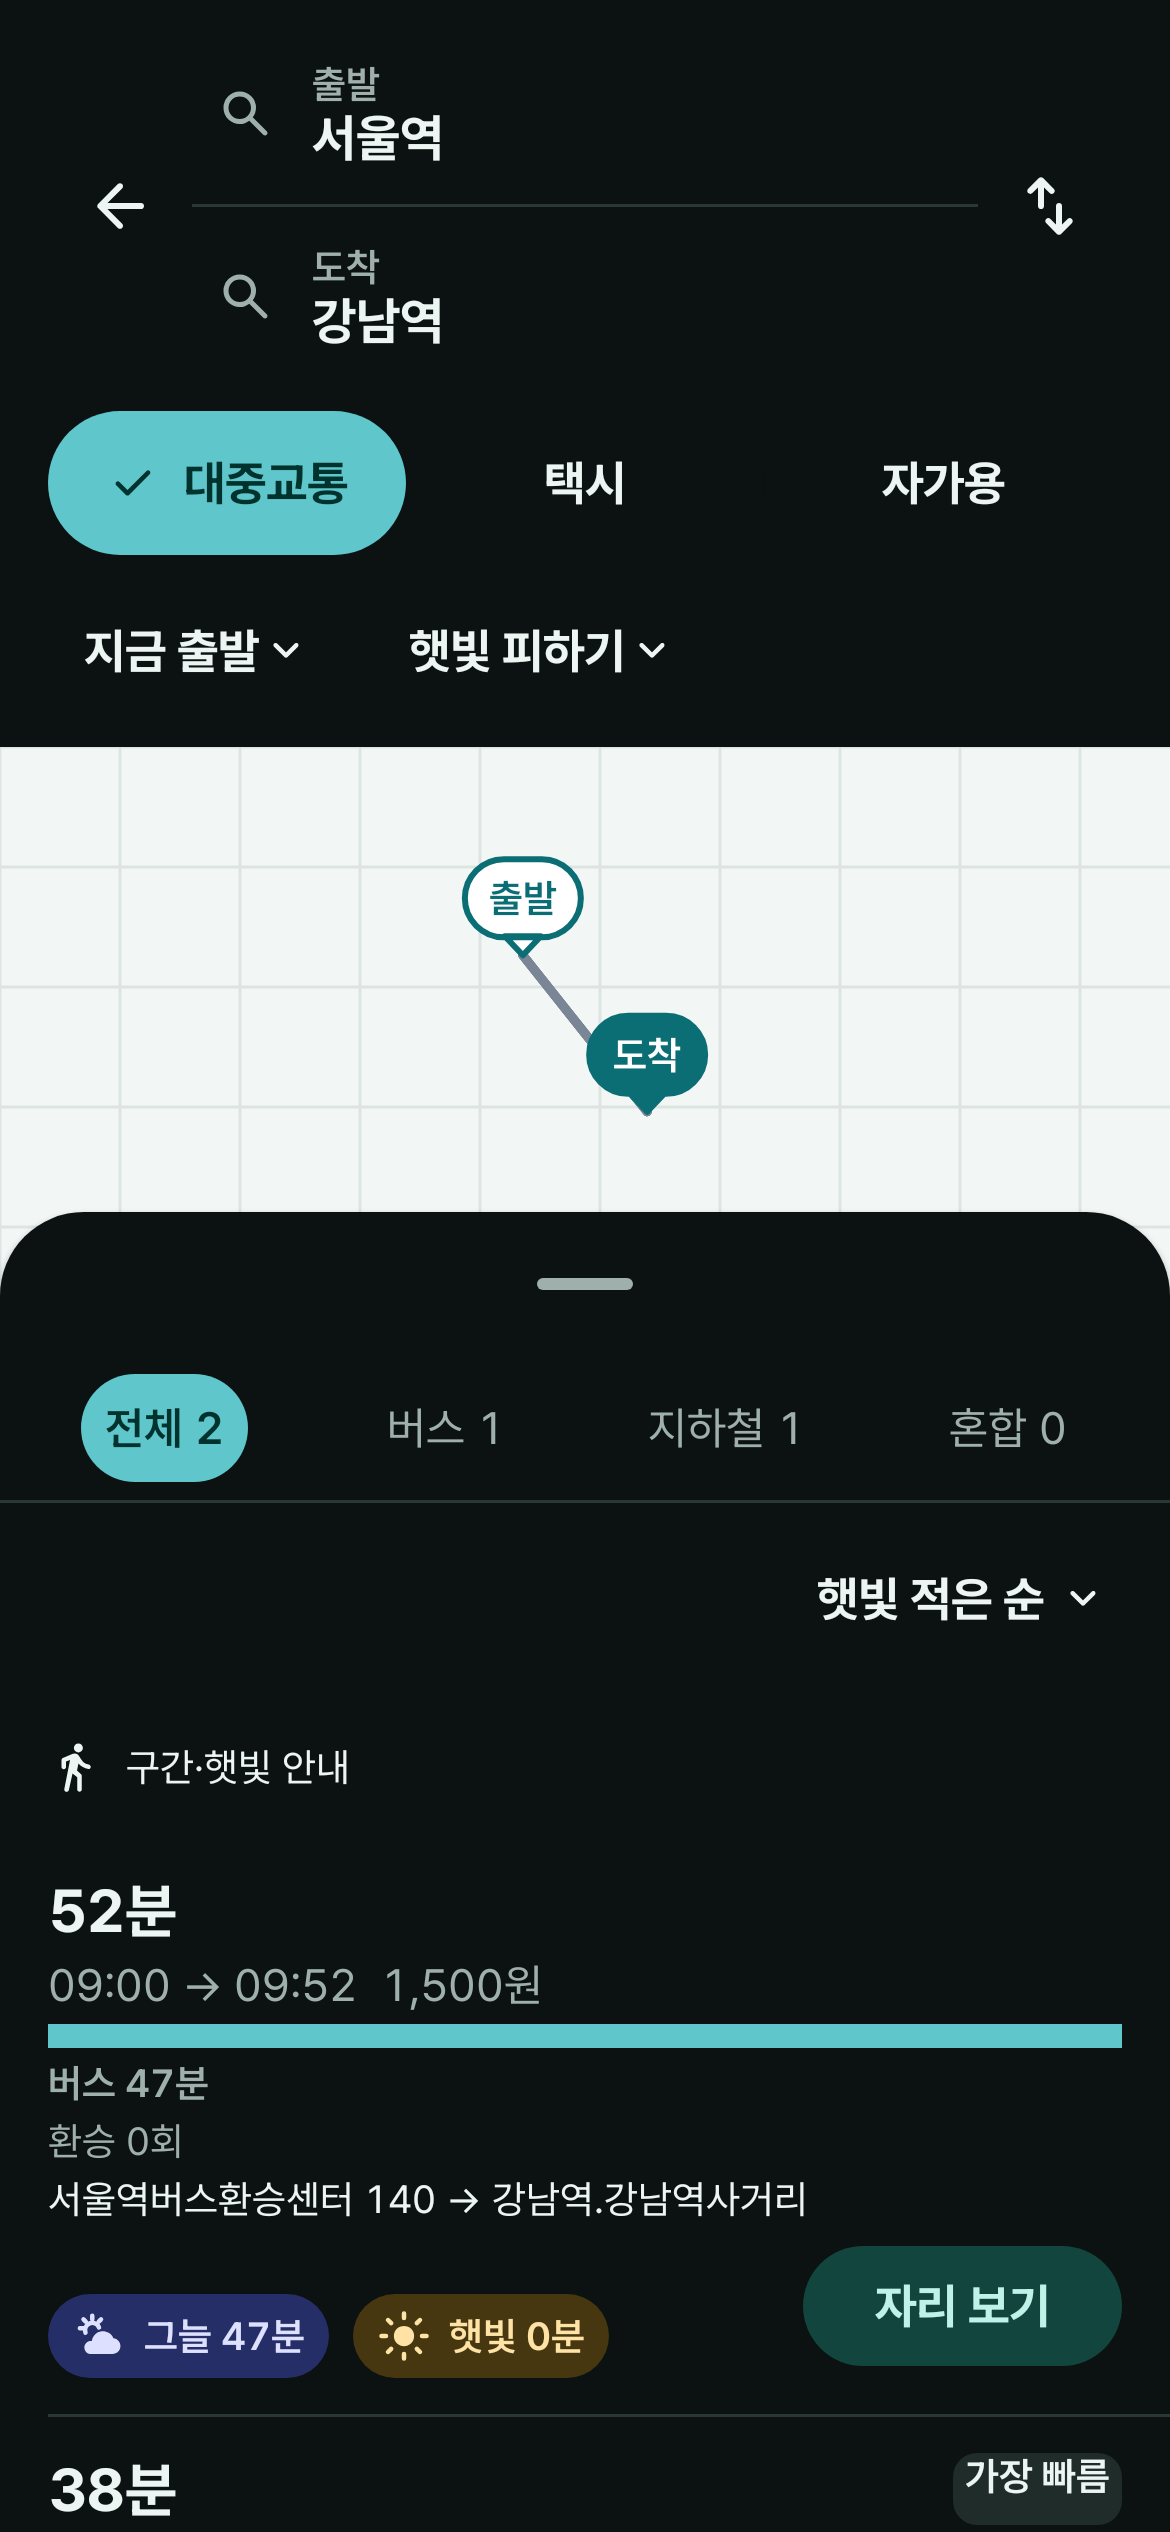 출발
서울역
도착
강남역
대중교통
택시
자가용
지금 출발
햇빛 피하기
출발
도착
전체 2
버스 1
지하철 1
혼합 0
햇빛 적은 순
구간·햇빛 안내
52분
09:00 → 09:52 1,500원
버스 47분
환승 0회
서울역버스환승센터 140 → 강남역.강남역사거리
자리 보기
그늘 47분
햇빛 0분
38분
가장 빠름